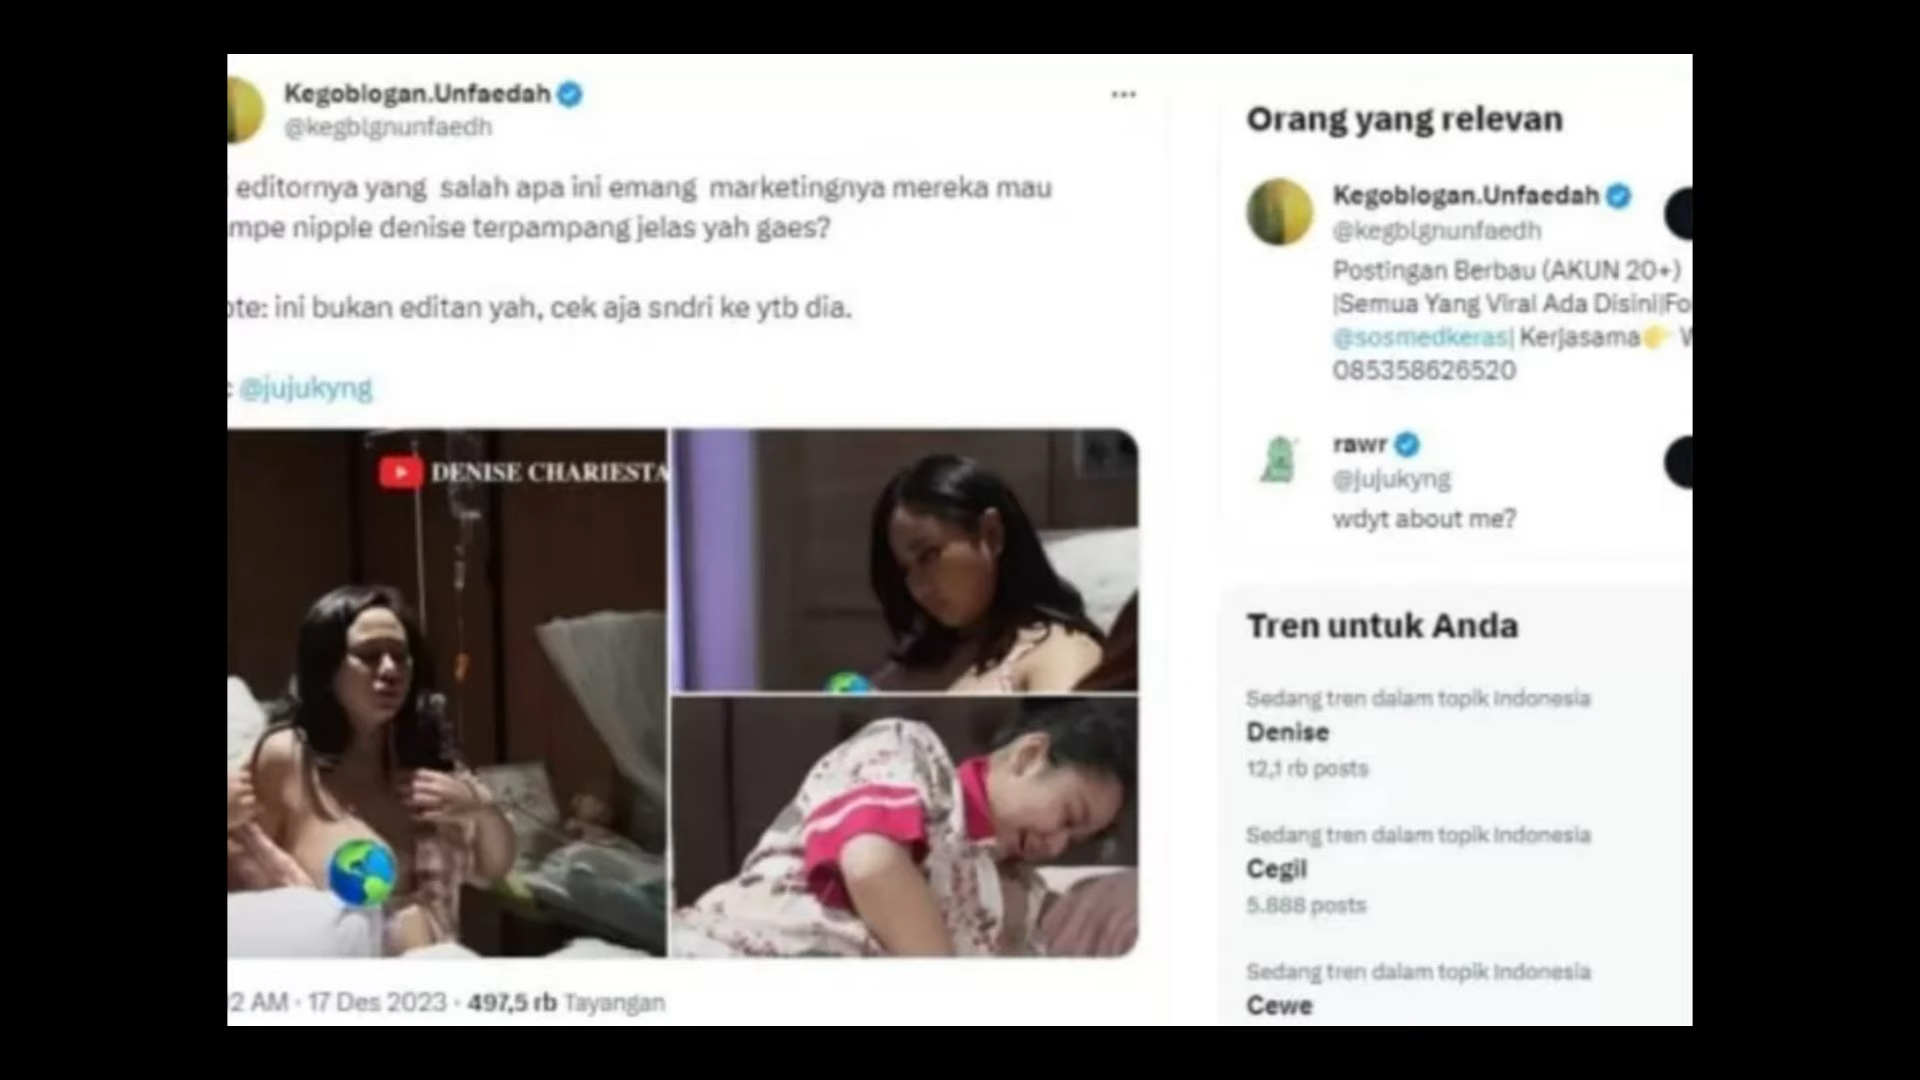 Kegoblogan.Unfaedah
@kegblgnunfaedh
editornya yang salah apa ini emang marketingnya mereka mau
mpe nipple denise terpampang jelas yah gaes?
ote: ini bukan editan yah, cek aja sndri ke ytb dia.
@jujukyng
DENISE CHARIESTA
2 AM · 17 Des 2023 · 497,5 rb Tayangan
Orang yang relevan
Kegoblogan.Unfaedah
@kegblgnunfaedh
Postingan Berbau (AKUN 20+)
|Semua Yang Viral Ada Disini|Fo
@sosmedkeras| Kerjasama👉 W
085358626520
rawr
@jujukyng
wdyt about me?
Tren untuk Anda
Sedang tren dalam topik Indonesia
Denise
12,1 rb posts
Sedang tren dalam topik Indonesia
Cegil
5.888 posts
Sedang tren dalam topik Indonesia
Cewe